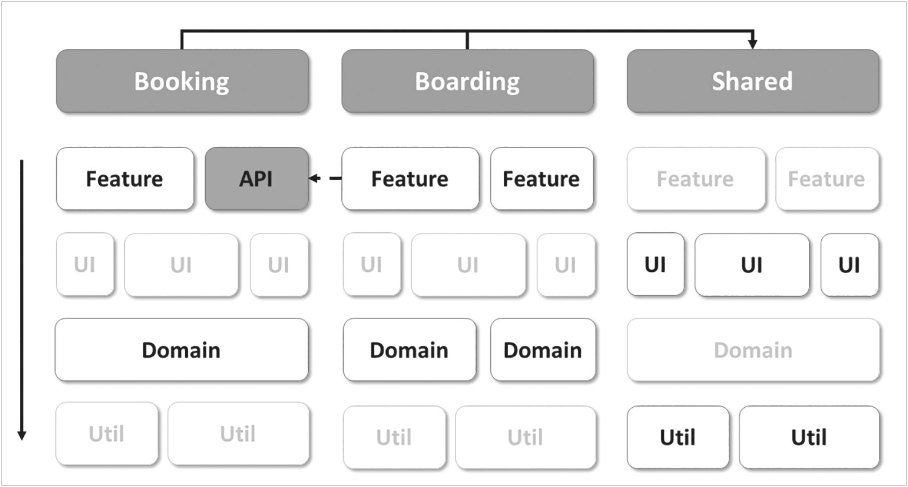 Booking Boarding Shared
Feature API Feature Feature Feature Feature
UI UI UI UI UI UI UI UI UI
Domain Domain Domain Domain
Util Util Util Util Util Util